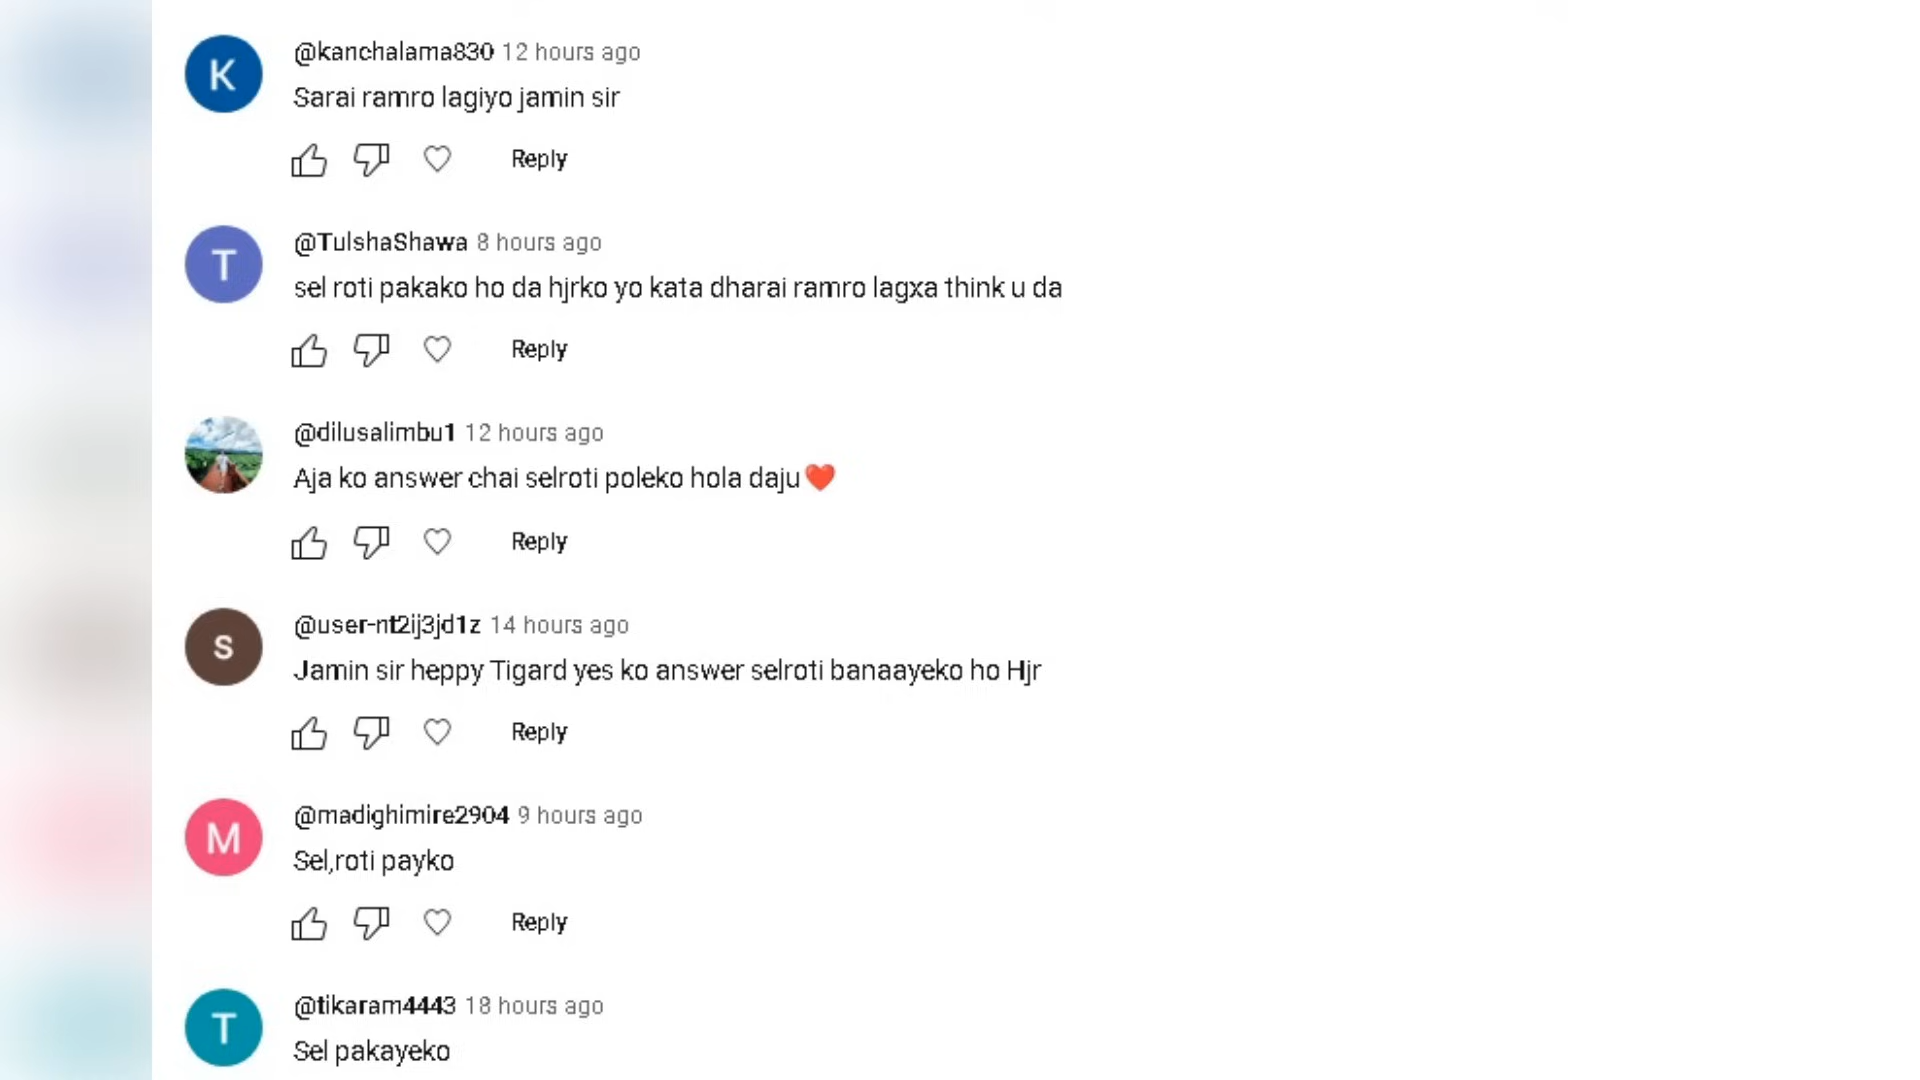 @kanchalama830 12 hours ago
Sarai ramro lagiyo jamin sir
Reply
@TulshaShawa 8 hours ago
sel roti pakako ho da hjrko yo kata dharai ramro lagxa think u da
Reply
@dilusalimbu1 12 hours ago
Aja ko answer chai selroti poleko hola daju❤️
Reply
@user-nt2ij3jd1z 14 hours ago
Jamin sir heppy Tigard yes ko answer selroti banaayeko ho Hjr
Reply
@madighimire2904 9 hours ago
Sel,roti payko
Reply
@tikaram4443 18 hours ago
Sel pakayeko